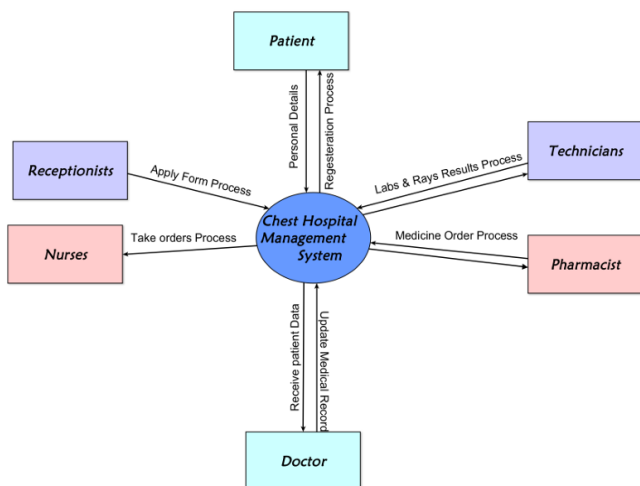 Patient
Personal Details
Regesteration Process
Receptionists
Apply Form Process
Technicians
Labs & Rays Results Process
Chest Hospital
Management
System
Nurses
Take orders Process
Medicine Order Process
Pharmacist
Receive patient Data
Update Medical Record
Doctor